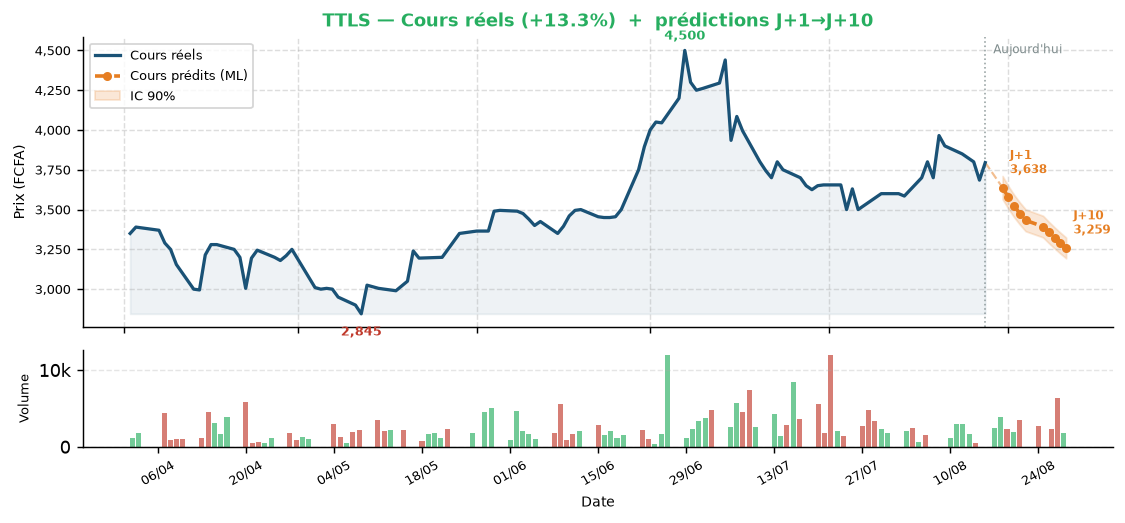 TTLS — Cours réels (+13.3%)  +  prédictions J+1→J+10
4,500
Aujourd'hui
Cours réels
Cours prédits (ML)
IC 90%
4,500
4,250
4,000
3,750
3,500
3,250
3,000
Prix (FCFA)
J+1
3,638
J+10
3,259
2,845
10k
0
Volume
06/04
20/04
04/05
18/05
01/06
15/06
29/06
13/07
27/07
10/08
24/08
Date